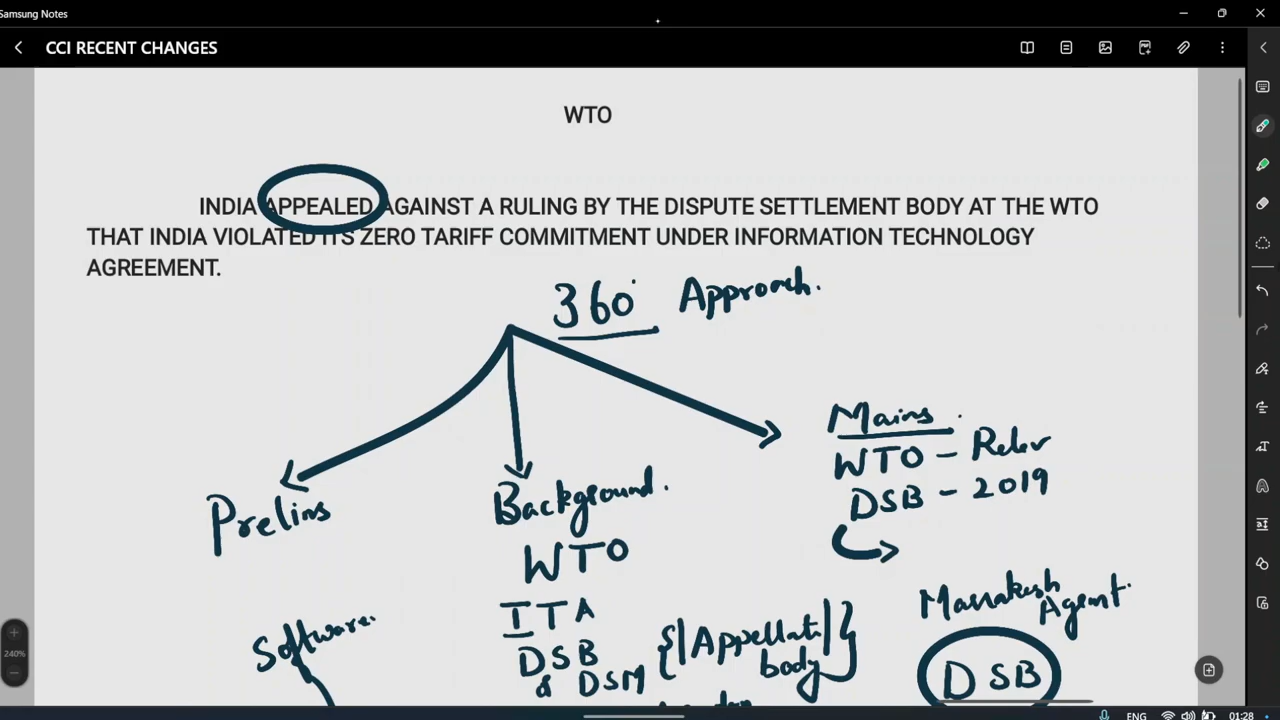 Samsung Notes
CCI RECENT CHANGES
WTO
INDIA APPEALED AGAINST A RULING BY THE DISPUTE SETTLEMENT BODY AT THE WTO
THAT INDIA VIOLATED ITS ZERO TARIFF COMMITMENT UNDER INFORMATION TECHNOLOGY
AGREEMENT.
360° Approach.
Mains
WTO - Relev
DSB - 2019
Prelims
Background.
WTO
ITA
DSB
& DSM
{|Appellate|}
body
Software.
Marrakesh
Agemt.
DSB
240%
ENG
01:28